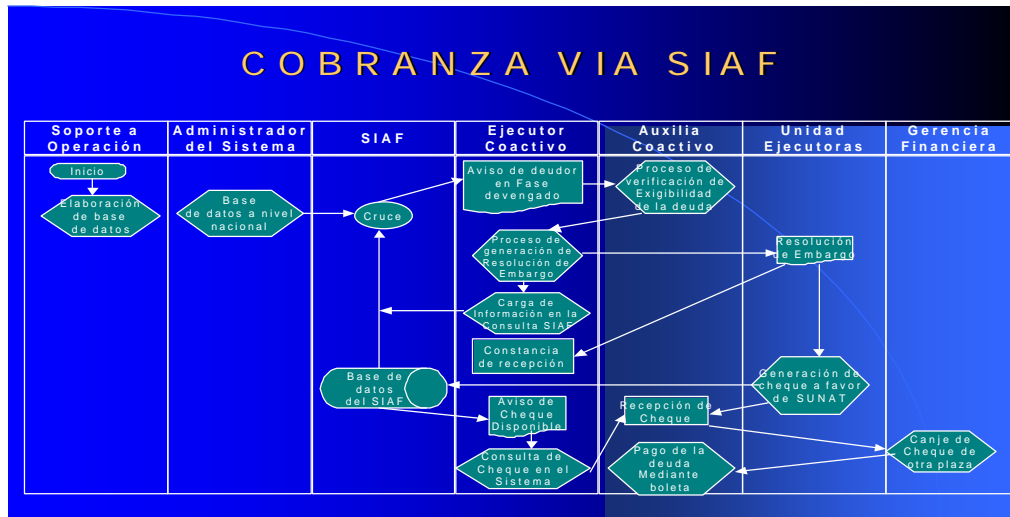 COBRANZA VIA SIAF
Soporte a
Operación
Administrador
del Sistema
SIAF
Ejecutor
Coactivo
Auxilia
Coactivo
Unidad
Ejecutoras
Gerencia
Financiera
Inicio
Elaboración
de base
de datos
Base
de datos a nivel
nacional
Cruce
Aviso de deudor
en Fase
devengado
Proceso de
verificación de
Exigibilidad
de la deuda
Proceso de
generación de
Resolución de
Embargo
Resolución
de Embargo
Carga de
Información en la
Consulta SIAF
Constancia
de recepción
Base de
datos
del SIAF
Generación de
cheque a favor
de SUNAT
Aviso de
Cheque
Disponible
Recepción de
Cheque
Consulta de
Cheque en el
Sistema
Pago de la
deuda
Mediante
boleta
Canje de
Cheque de
otra plaza